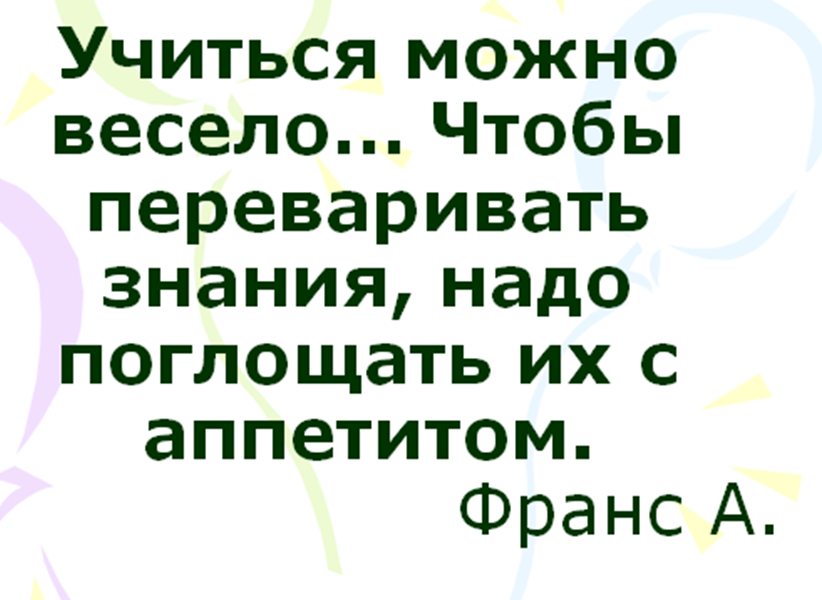 Учиться можно
весело... Чтобы
переваривать
знания, надо
поглощать их с
аппетитом.
Франс А.